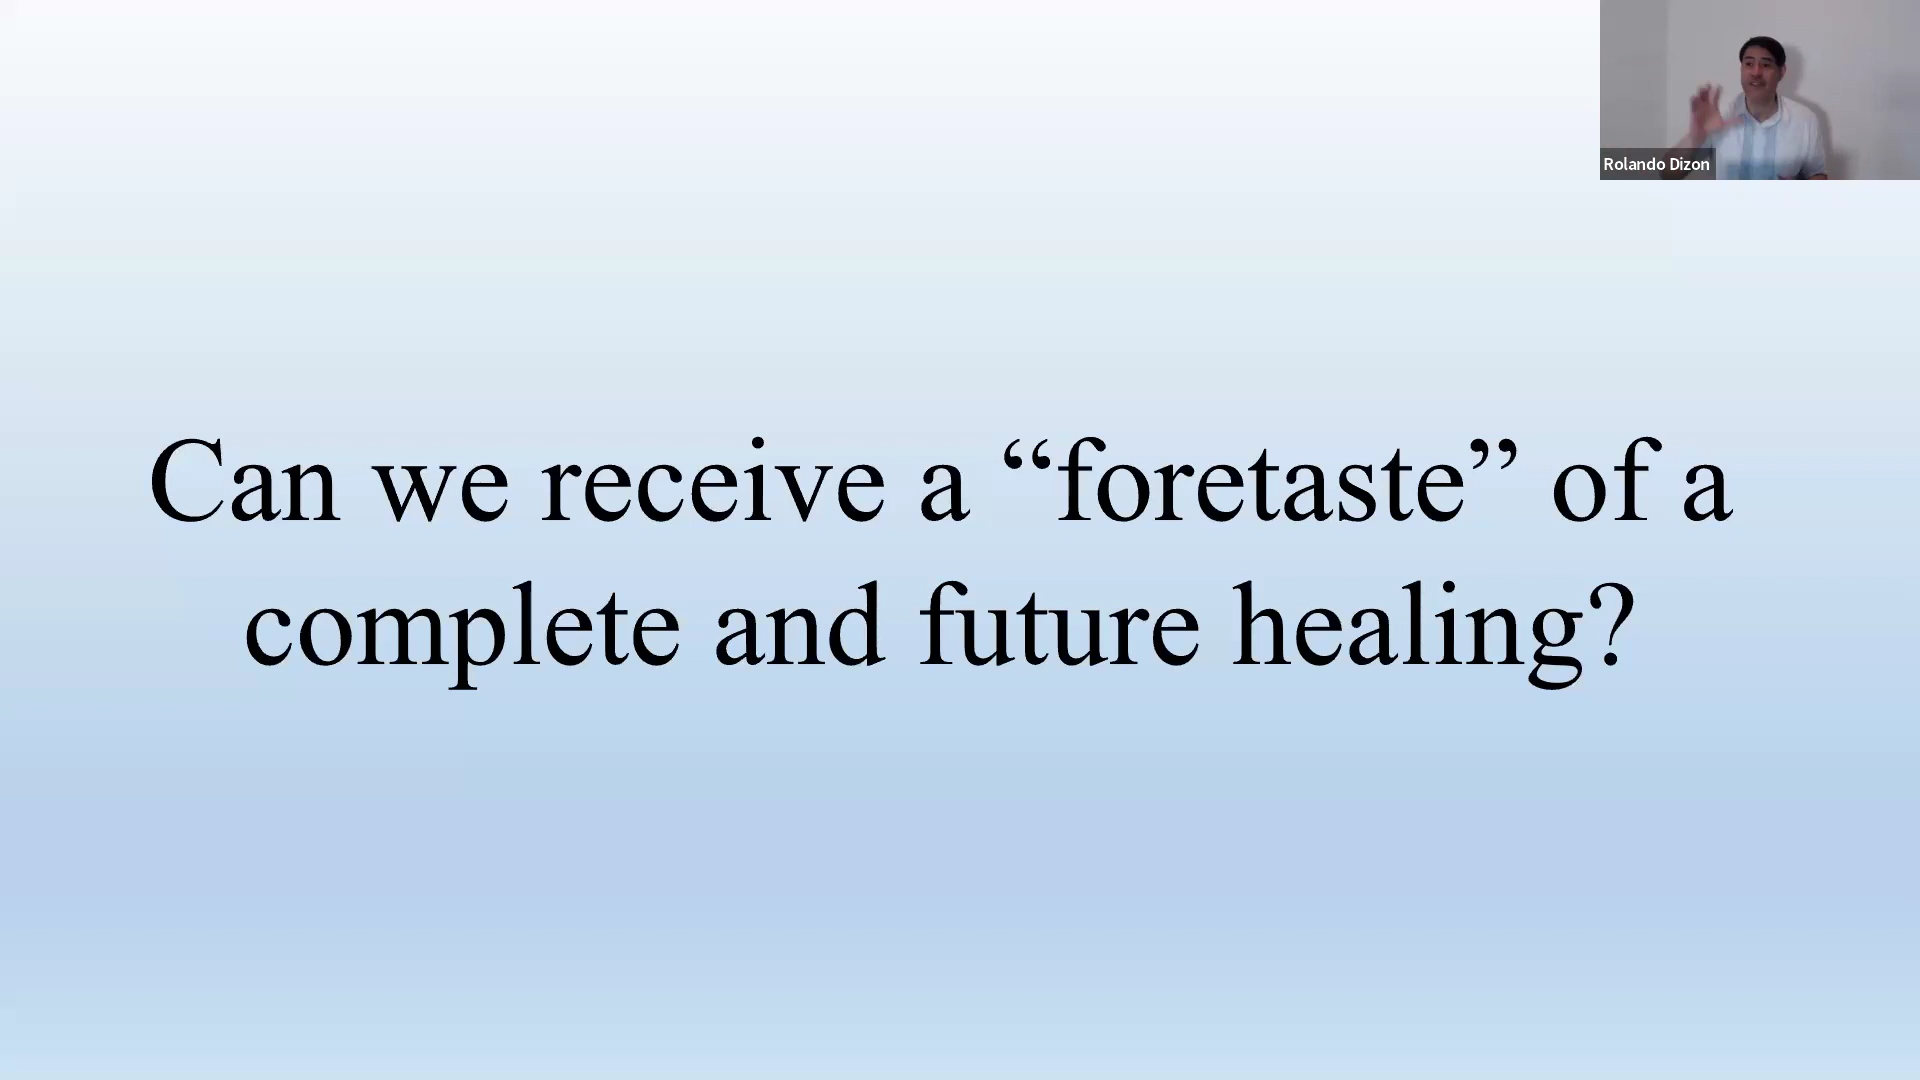 Rolando Dizon
Can we receive a “foretaste” of a
complete and future healing?